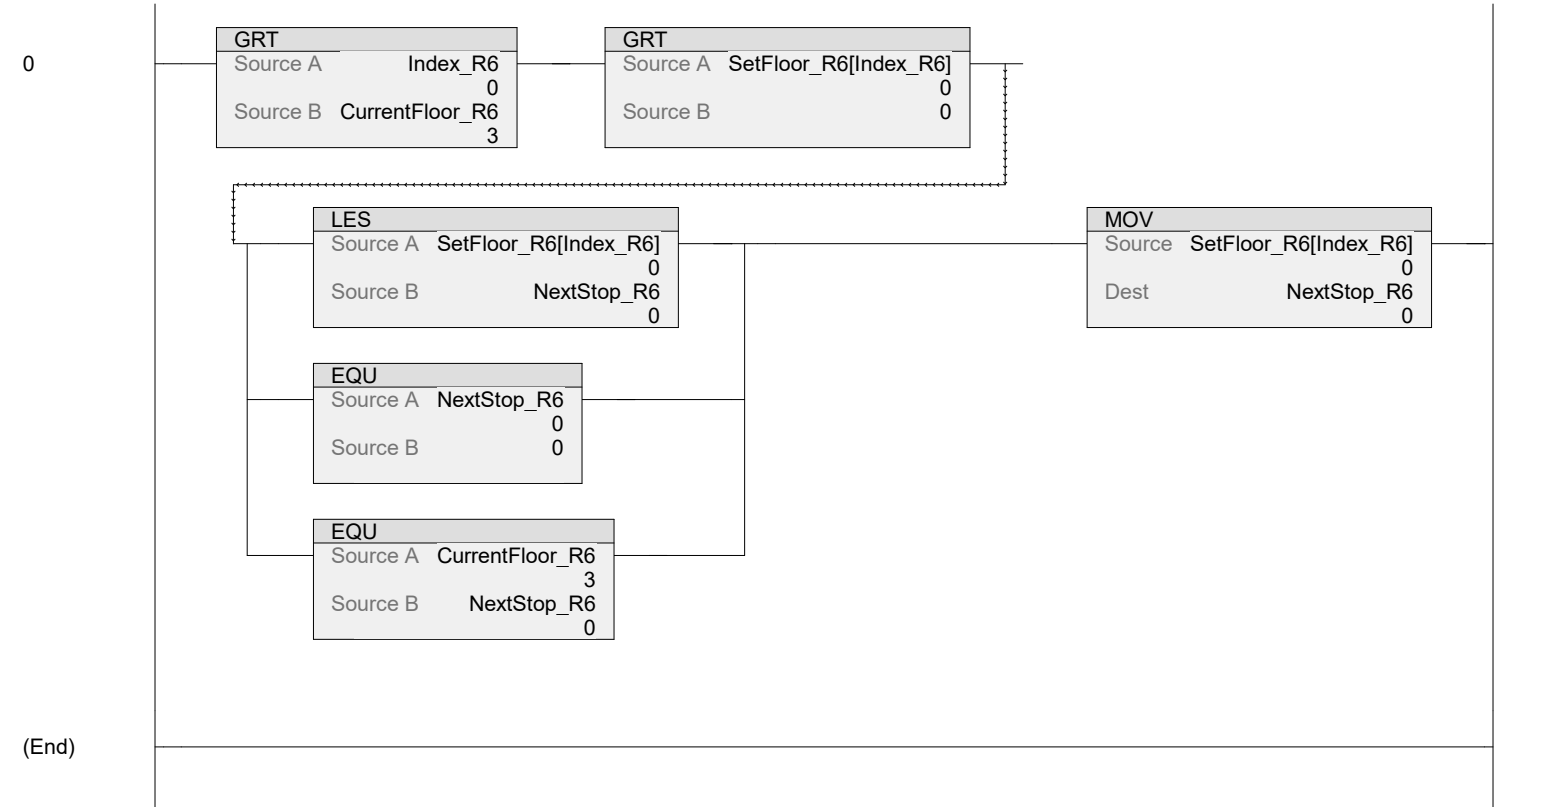 GRT
GRT
0
Source A Index_R6
Source A SetFloor_R6[Index_R6]
0
0
Source B CurrentFloor_R6
Source B 0
3
LES
MOV
Source A SetFloor_R6[Index_R6]
Source SetFloor_R6[Index_R6]
0
0
Source B NextStop_R6
Dest NextStop_R6
0
0
EQU
Source A NextStop_R6
0
Source B 0
EQU
Source A CurrentFloor_R6
3
Source B NextStop_R6
0
(End)